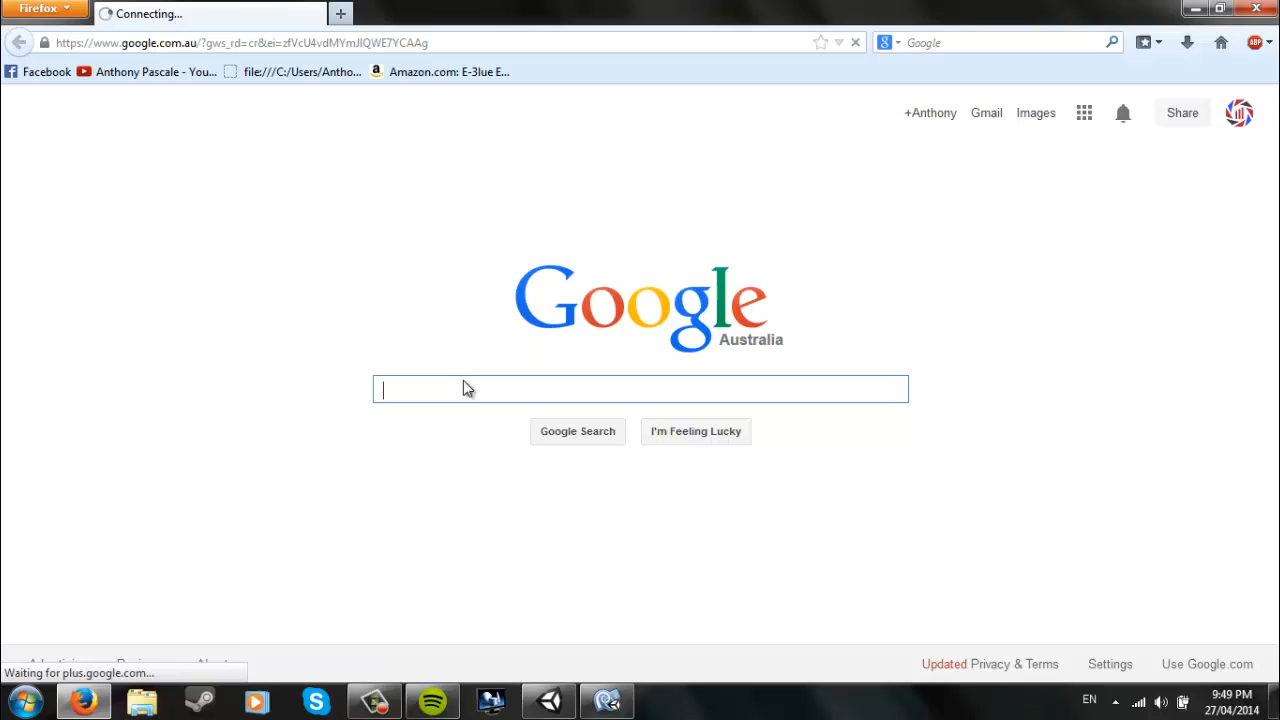 Firefox
Connecting...
https://www.google.com.au/?gws_rd=cr&ei=zfVcU4vdMYmJIQWE7YCAAg
Google
ABP
Facebook
Anthony Pascale - You...
file:///C:/Users/Antho...
Amazon.com: E-3lue E...
+Anthony
Gmail
Images
Share
Google
Australia
Google Search
I'm Feeling Lucky
Updated Privacy & Terms
Settings
Use Google.com
Waiting for plus.google.com...
EN
9:49 PM
27/04/2014